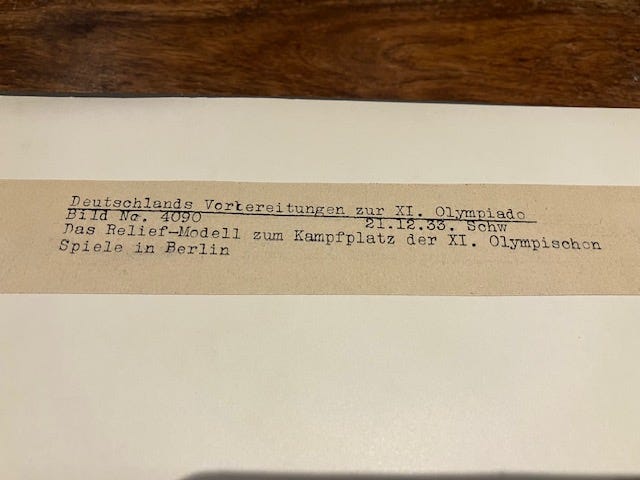 Deutschlands Vorbereitungen zur XI. Olympiade
Bild No. 4090 21.12.33. Schw
Das Relief-Modell zum Kampfplatz der XI. Olympischen
Spiele in Berlin